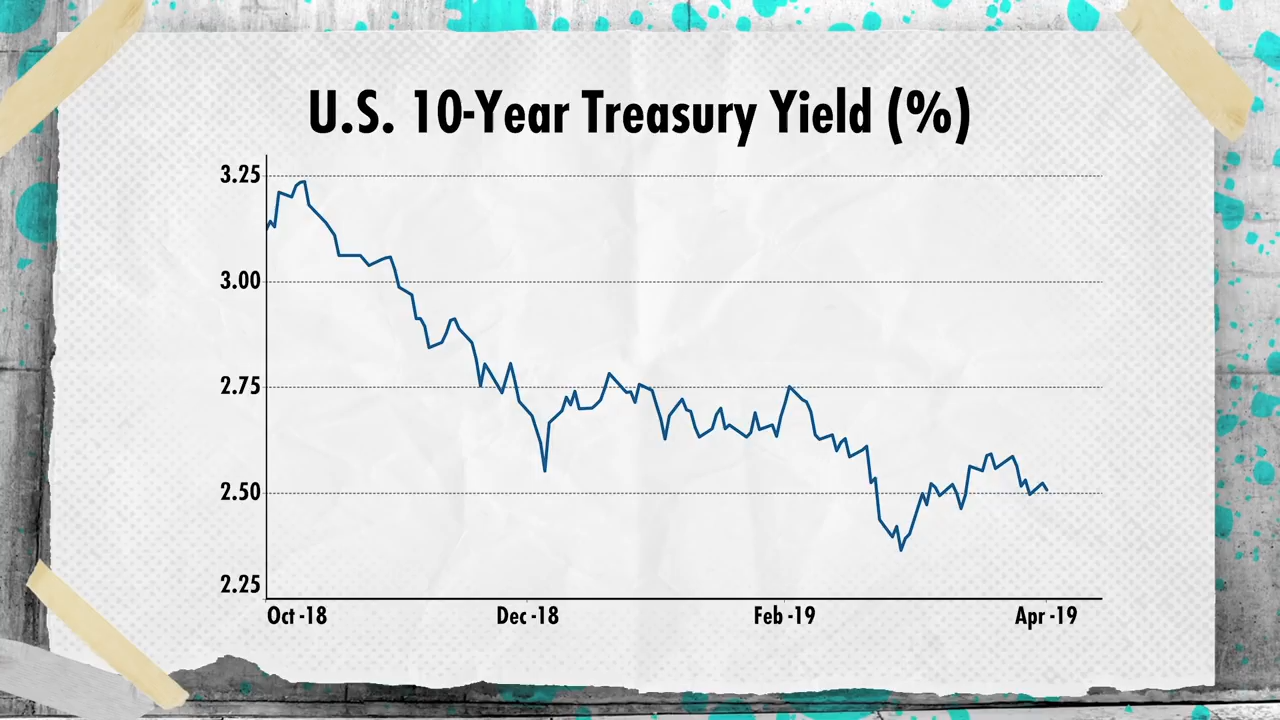 U.S. 10-Year Treasury Yield (%)
3.25
3.00
2.75
2.50
2.25
Oct -18 Dec -18 Feb -19 Apr -19